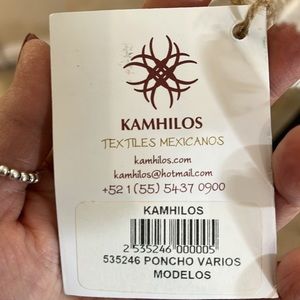 KAMHILOS
TEXTILES MEXICANOS
kamhilos.com
kamhilos@hotmail.com
+52 1 (55) 5437 0900
KAMHILOS
2 535246 000005
535246 PONCHO VARIOS
MODELOS